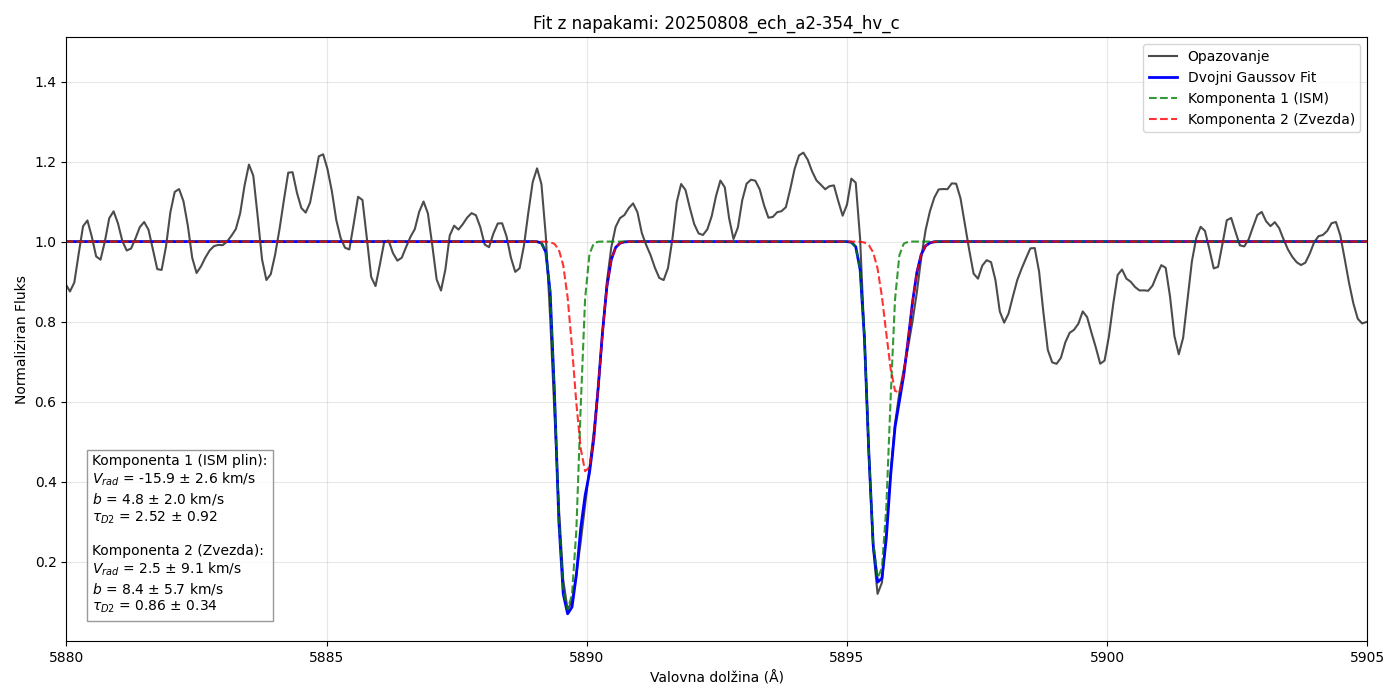 Fit z napakami: 20250808_ech_a2-354_hv_c
Normaliziran Fluks
1.4
1.2
1.0
0.8
0.6
0.4
0.2
Opazovanje
Dvojni Gaussov Fit
Komponenta 1 (ISM)
Komponenta 2 (Zvezda)
Komponenta 1 (ISM plin):
V_rad = -15.9 ± 2.6 km/s
b = 4.8 ± 2.0 km/s
τ_D2 = 2.52 ± 0.92
Komponenta 2 (Zvezda):
V_rad = 2.5 ± 9.1 km/s
b = 8.4 ± 5.7 km/s
τ_D2 = 0.86 ± 0.34
5880 5885 5890 5895 5900 5905
Valovna dolžina (Å)